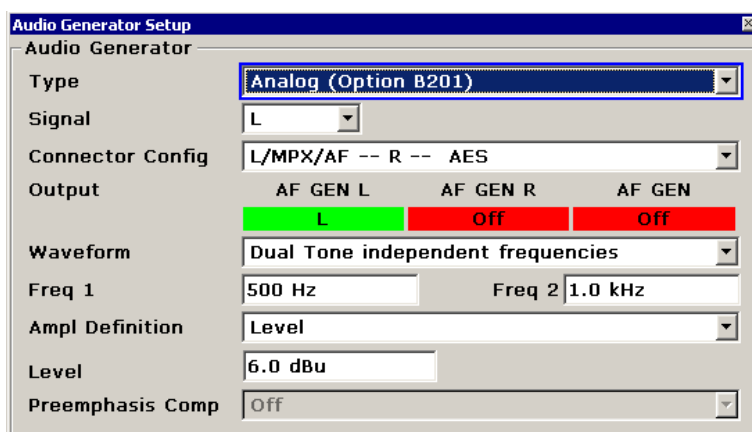 Audio Generator Setup
Audio Generator
Type Analog (Option B201)
Signal L
Connector Config L/MPX/AF -- R -- AES
Output AF GEN L AF GEN R AF GEN
L Off Off
Waveform Dual Tone independent frequencies
Freq 1 500 Hz Freq 2 1.0 kHz
Ampl Definition Level
Level 6.0 dBu
Preemphasis Comp Off